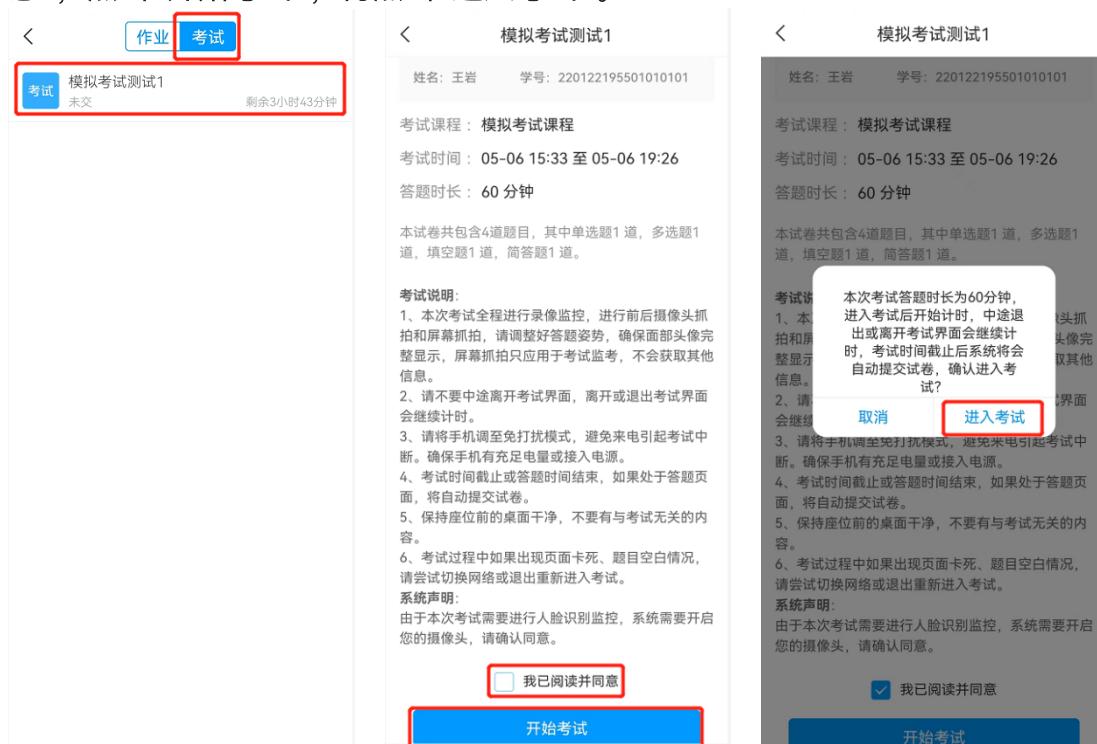 作业 考试
考试
模拟考试测试1
未交
剩余3小时43分钟
模拟考试测试1
姓名：王岩 学号：220122195501010101
考试课程： 模拟考试课程
考试时间： 05-06 15:33 至 05-06 19:26
答题时长： 60 分钟
本试卷共包含4道题目，其中单选题1 道，多选题1
道，填空题1 道，简答题1 道。
考试说明：
1、本次考试全程进行录像监控，进行前后摄像头抓
拍和屏幕抓拍，请调整好答题姿势，确保面部头像完
整显示，屏幕抓拍只应用于考试监考，不会获取其他
信息。
2、请不要中途离开考试界面，离开或退出考试界面
会继续计时。
3、请将手机调至免打扰模式，避免来电引起考试中
断。确保手机有充足电量或接入电源。
4、考试时间截止或答题时间结束，如果处于答题页
面，将自动提交试卷。
5、保持座位前的桌面干净，不要有与考试无关的内
容。
6、考试过程中如果出现页面卡死、题目空白情况，
请尝试切换网络或退出重新进入考试。
系统声明：
由于本次考试需要进行人脸识别监控，系统需要开启
您的摄像头，请确认同意。
我已阅读并同意
开始考试
模拟考试测试1
姓名：王岩 学号：220122195501010101
考试课程： 模拟考试课程
考试时间： 05-06 15:33 至 05-06 19:26
答题时长： 60 分钟
本试卷共包含4道题目，其中单选题1 道，多选题1
道，填空题1 道，简答题1 道。
本次考试答题时长为60分钟，
进入考试后开始计时，中途退
出或离开考试界面会继续计
时，考试时间截止后系统将会
自动提交试卷，确认进入考
试？
取消 进入考试
考试说
1、本 头抓
拍和屏 头像完
整显示 取其他
信息。
2、请 界面
会继续
3、请将手机调至免打扰模式，避免来电引起考试中
断。确保手机有充足电量或接入电源。
4、考试时间截止或答题时间结束，如果处于答题页
面，将自动提交试卷。
5、保持座位前的桌面干净，不要有与考试无关的内
容。
6、考试过程中如果出现页面卡死、题目空白情况，
请尝试切换网络或退出重新进入考试。
系统声明：
由于本次考试需要进行人脸识别监控，系统需要开启
您的摄像头，请确认同意。
我已阅读并同意
开始考试